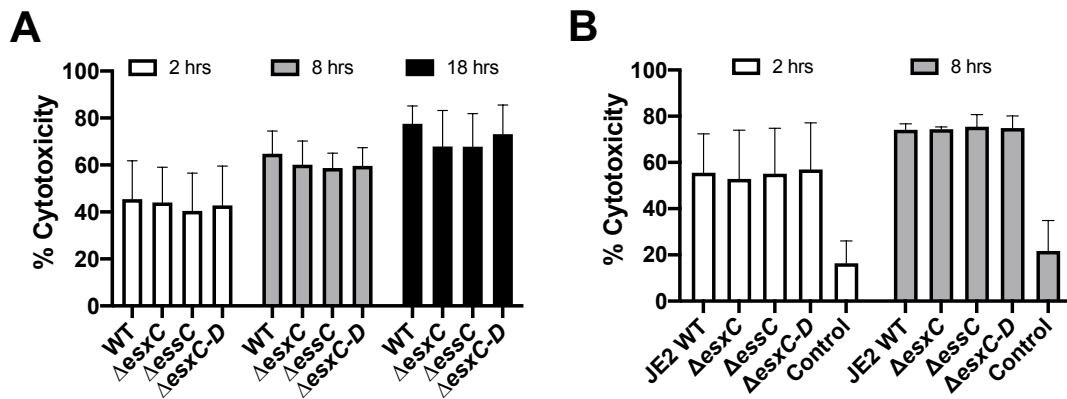 A
2 hrs
8 hrs
18 hrs
% Cytotoxicity
100
80
60
40
20
0
WT
ΔesxC
ΔessC
ΔesxC-D
WT
ΔesxC
ΔessC
ΔesxC-D
WT
ΔesxC
ΔessC
ΔesxC-D
B
2 hrs
8 hrs
% Cytotoxicity
100
80
60
40
20
0
JE2 WT
ΔesxC
ΔessC
ΔesxC-D
Control
JE2 WT
ΔesxC
ΔessC
ΔesxC-D
Control